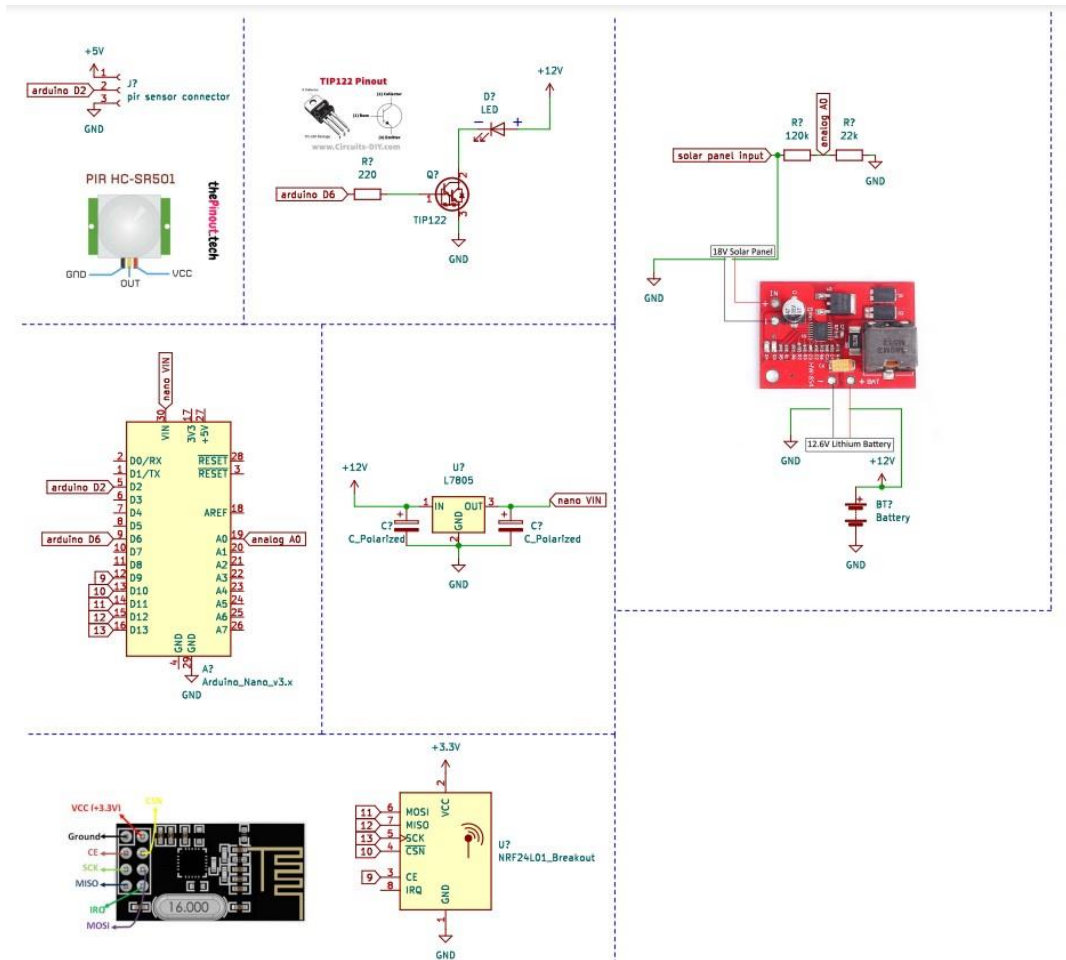 +5V
1
arduino D2
2
J?
3
pir sensor connector
GND
PIR HC-SR501
thePinout.tech
GND
OUT
VCC
TIP122 Pinout
www.Circuits-DIY.com
+12V
D?
LED
-
+
R?
220
arduino D6
Q?
1
2
3
TIP122
GND
solar panel input
R?
120k
analog A0
R?
22k
GND
18V Solar Panel
GND
IN
+
-
- + BAT
12.6V Lithium Battery
GND
+12V
BT?
Battery
GND
nano VIN
30
17
27
VIN
3V3
+5V
2 D0/RX
1 D1/TX
arduino D2 5 D2
6 D3
7 D4
8 D5
arduino D6 9 D6
10 D7
11 D8
9 12 D9
10 13 D10
11 14 D11
12 15 D12
13 16 D13
RESET 28
RESET 3
AREF 18
A0 19 analog A0
A1 20
A2 21
A3 22
A4 23
A5 24
A6 25
A7 26
GND
GND
4
29
GND
A?
Arduino_Nano_v3.x
+12V
U?
L7805
1 IN OUT 3
GND
2
nano VIN
C?
C_Polarized
C?
C_Polarized
GND
VCC (+3.3V)
CSN
Ground
CE
SCK
MISO
IRQ
MOSI
16.000
+3.3V
2
VCC
11 6 MOSI
12 7 MISO
13 5 SCK
10 4 CSN
9 3 CE
8 IRQ
GND
1
U?
NRF24L01_Breakout
GND